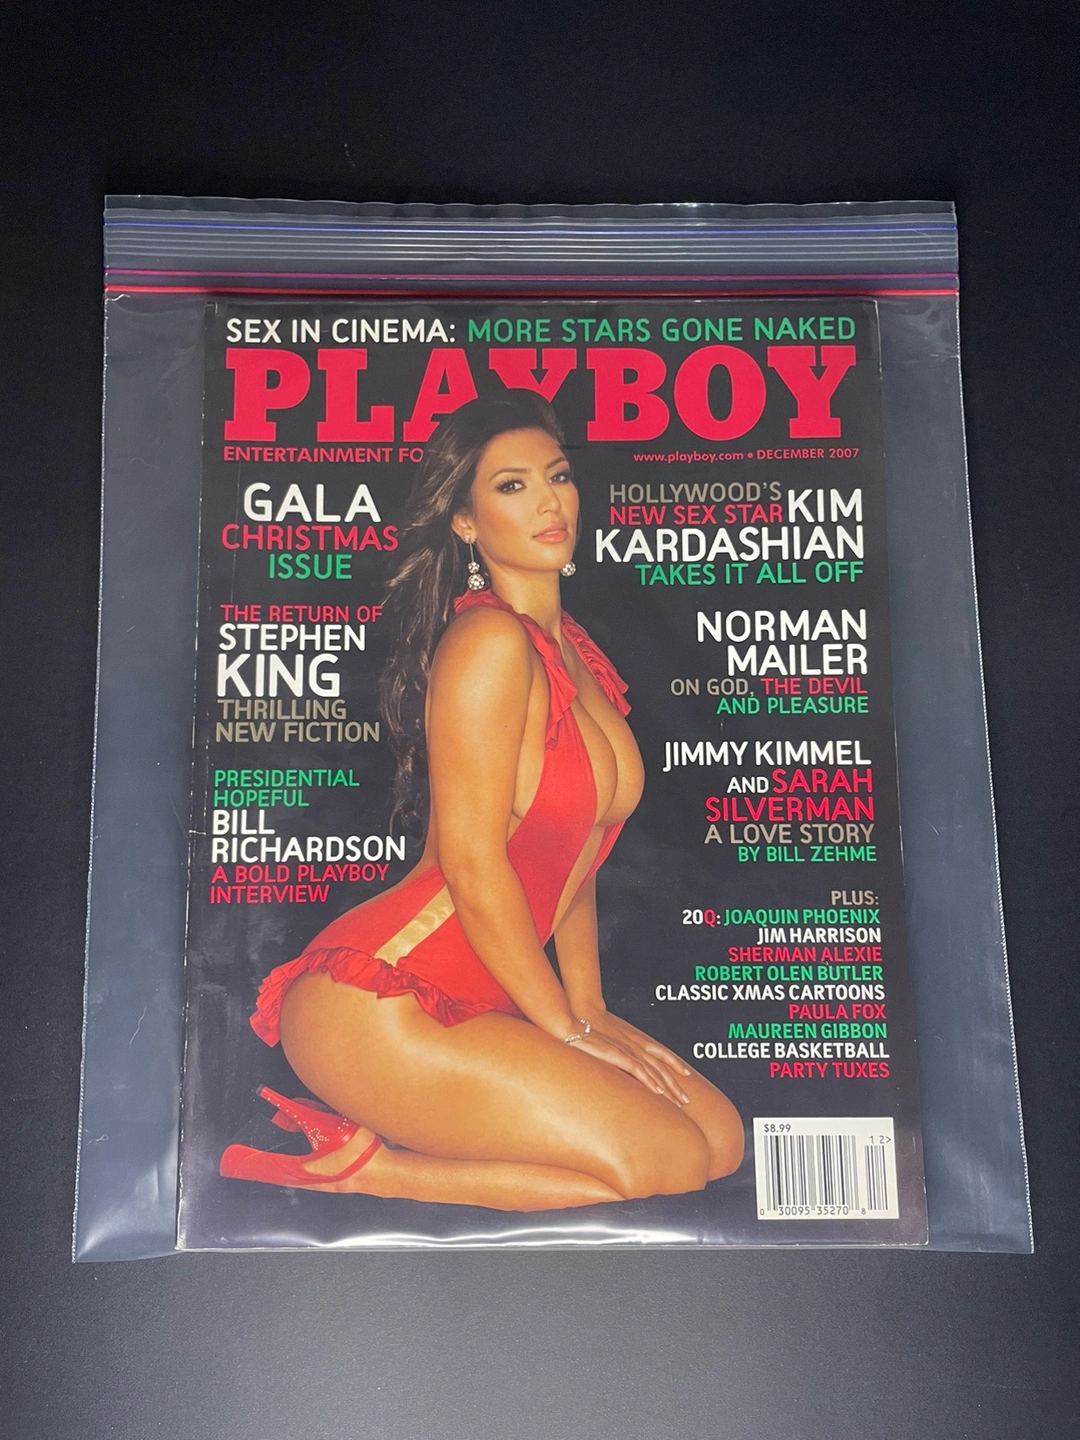 SEX IN CINEMA: MORE STARS GONE NAKED
PLAYBOY
ENTERTAINMENT FO
www.playboy.com • DECEMBER 2007
GALA
CHRISTMAS
ISSUE
THE RETURN OF
STEPHEN
KING
THRILLING
NEW FICTION
PRESIDENTIAL
HOPEFUL
BILL
RICHARDSON
A BOLD PLAYBOY
INTERVIEW
HOLLYWOOD'S
NEW SEX STAR KIM
KARDASHIAN
TAKES IT ALL OFF
NORMAN
MAILER
ON GOD, THE DEVIL
AND PLEASURE
JIMMY KIMMEL
AND SARAH
SILVERMAN
A LOVE STORY
BY BILL ZEHME
PLUS:
20Q: JOAQUIN PHOENIX
JIM HARRISON
SHERMAN ALEXIE
ROBERT OLEN BUTLER
CLASSIC XMAS CARTOONS
PAULA FOX
MAUREEN GIBBON
COLLEGE BASKETBALL
PARTY TUXES
$8.99
1 2>
0 30095 35270 8